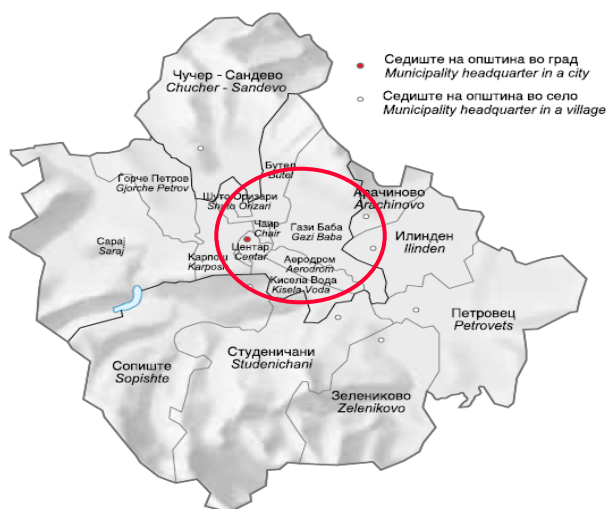 Чучер - Сандево
Chucher - Sandevo
Седиште на општина во град
Municipality headquarter in a city
Седиште на општина во село
Municipality headquarter in a village
Бутел
Butel
Ѓорче Петров
Gjorche Petrov
Шуто Оризари
Shuto Orizari
Арачиново
Arachinovo
Чаир
Chair
Гази Баба
Gazi Baba
Илинден
Ilinden
Сарај
Saraj
Центар
Centar
Карпош
Karposh
Аеродром
Aerodrom
Кисела Вода
Kisela Voda
Петровец
Petrovets
Сопиште
Sopishte
Студеничани
Studenichani
Зелениково
Zelenikovo